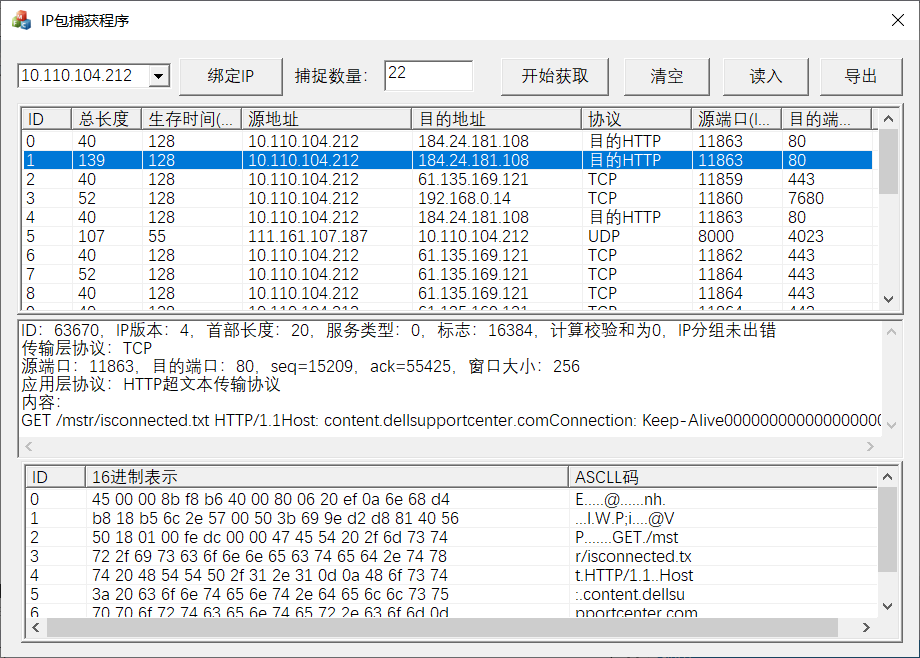 IP包捕获程序
10.110.104.212 绑定IP 捕捉数量: 22 开始获取 清空 读入 导出
ID 总长度 生存时间(... 源地址 目的地址 协议 源端口(I... 目的端...
0 40 128 10.110.104.212 184.24.181.108 目的HTTP 11863 80
1 139 128 10.110.104.212 184.24.181.108 目的HTTP 11863 80
2 40 128 10.110.104.212 61.135.169.121 TCP 11859 443
3 52 128 10.110.104.212 192.168.0.14 TCP 11860 7680
4 40 128 10.110.104.212 184.24.181.108 目的HTTP 11863 80
5 107 55 111.161.107.187 10.110.104.212 UDP 8000 4023
6 40 128 10.110.104.212 61.135.169.121 TCP 11862 443
7 52 128 10.110.104.212 61.135.169.121 TCP 11864 443
8 40 128 10.110.104.212 61.135.169.121 TCP 11864 443
ID：63670，IP版本：4，首部长度：20，服务类型：0，标志：16384，计算校验和为0，IP分组未出错
传输层协议：TCP
源端口：11863，目的端口：80，seq=15209，ack=55425，窗口大小：256
应用层协议：HTTP超文本传输协议
内容:
GET /mstr/isconnected.txt HTTP/1.1Host: content.dellsupportcenter.comConnection: Keep-Alive000000000000000000
ID 16进制表示 ASCLL码
0 45 00 00 8b f8 b6 40 00 80 06 20 ef 0a 6e 68 d4 E.....@......nh.
1 b8 18 b5 6c 2e 57 00 50 3b 69 9e d2 d8 81 40 56 ...l.W.P;i....@V
2 50 18 01 00 fe dc 00 00 47 45 54 20 2f 6d 73 74 P.......GET./mst
3 72 2f 69 73 63 6f 6e 6e 65 63 74 65 64 2e 74 78 r/isconnected.tx
4 74 20 48 54 54 50 2f 31 2e 31 0d 0a 48 6f 73 74 t.HTTP/1.1..Host
5 3a 20 63 6f 6e 74 65 6e 74 2e 64 65 6c 6c 73 75 :.content.dellsu
6 70 70 6f 72 74 63 65 6e 74 65 72 2e 63 6f 6d 0d pportcenter.com